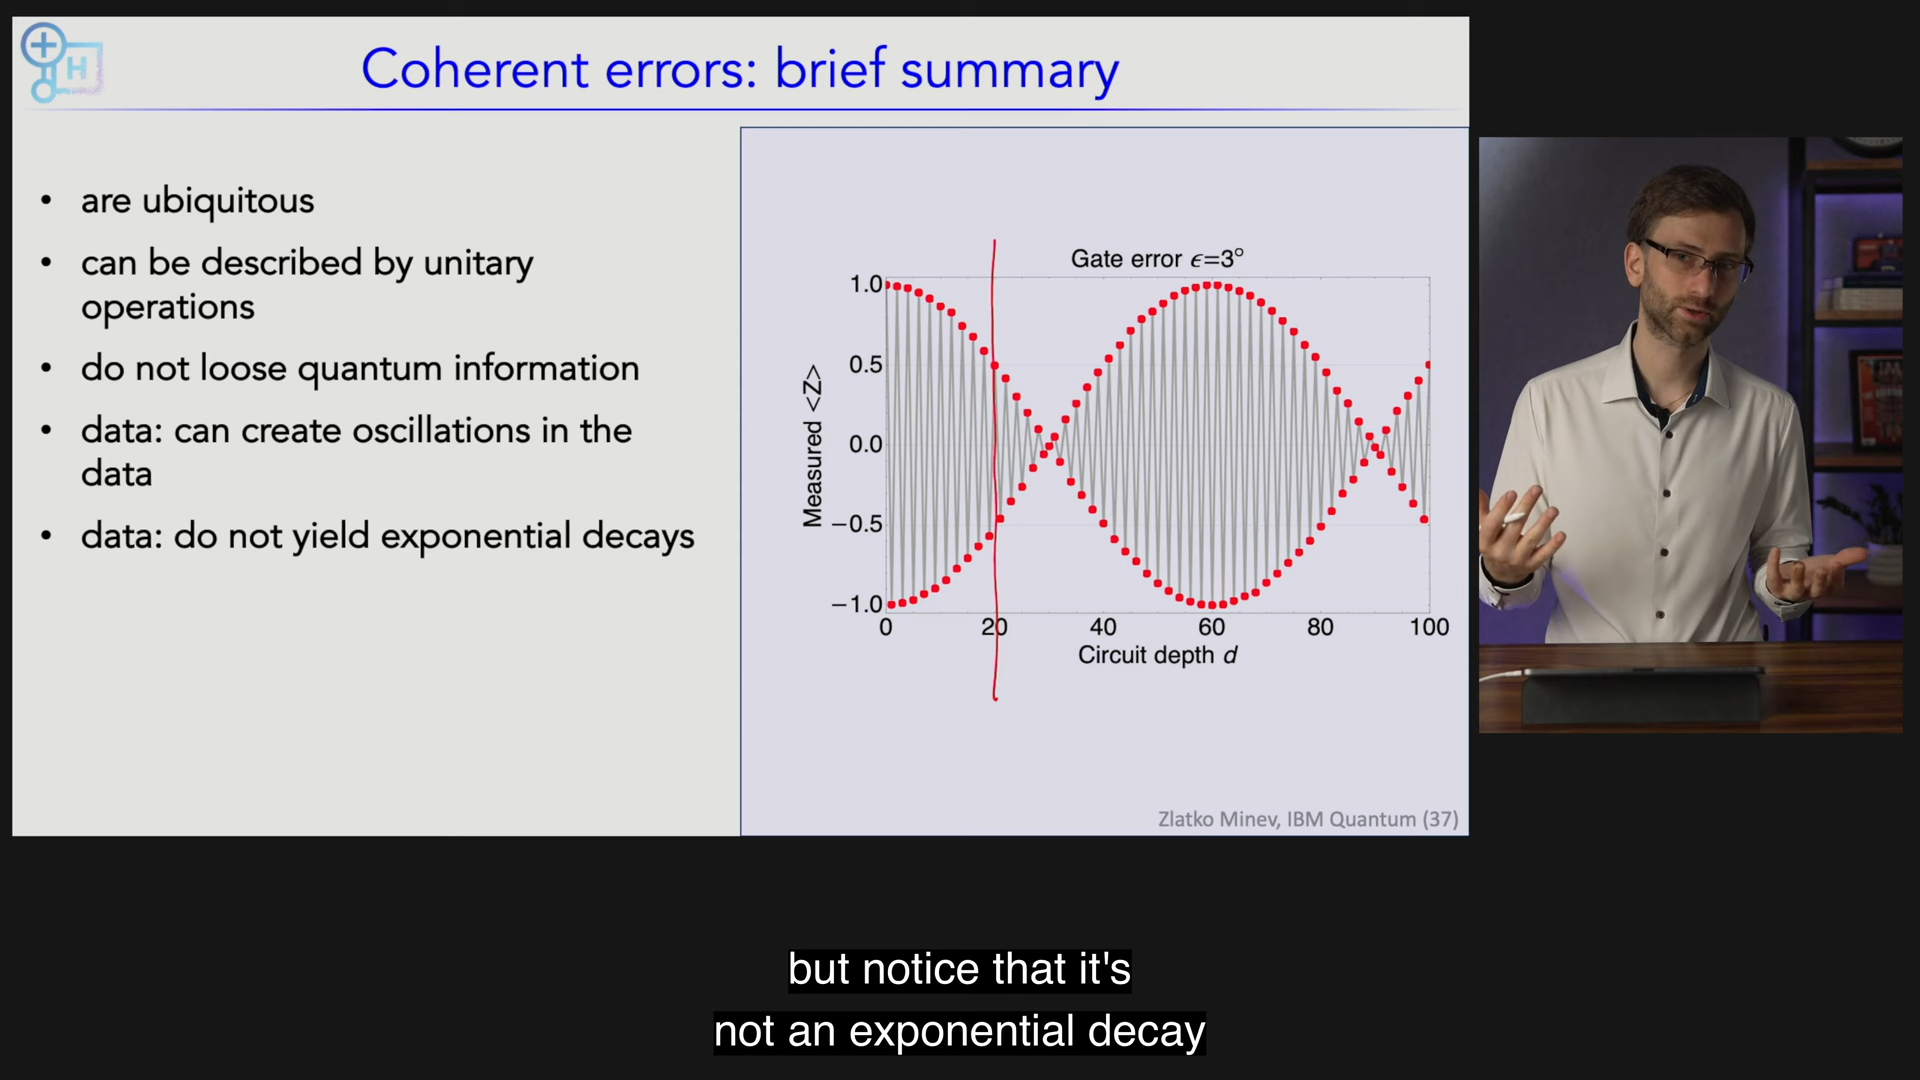 H
Coherent errors: brief summary
• are ubiquitous
• can be described by unitary
operations
• do not loose quantum information
• data: can create oscillations in the
data
• data: do not yield exponential decays
Gate error ϵ=3°
Measured <Z>
1.0
0.5
0.0
−0.5
−1.0
0 20 40 60 80 100
Circuit depth d
Zlatko Minev, IBM Quantum (37)
but notice that it's
not an exponential decay